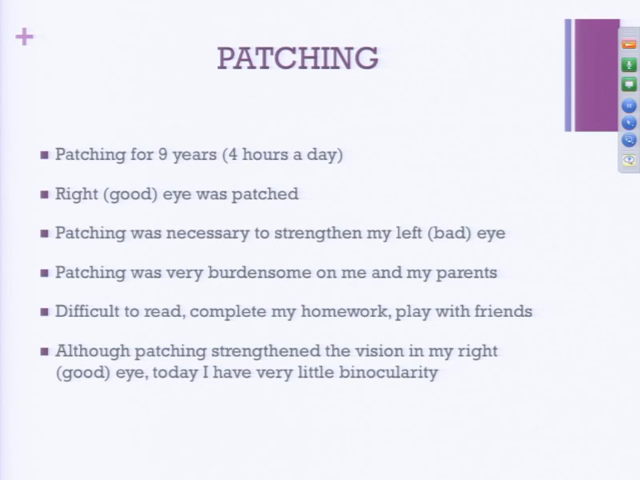 PATCHING
Patching for 9 years (4 hours a day)
Right (good) eye was patched
Patching was necessary to strengthen my left (bad) eye
Patching was very burdensome on me and my parents
Difficult to read, complete my homework, play with friends
Although patching strengthened the vision in my right
(good) eye, today I have very little binocularity